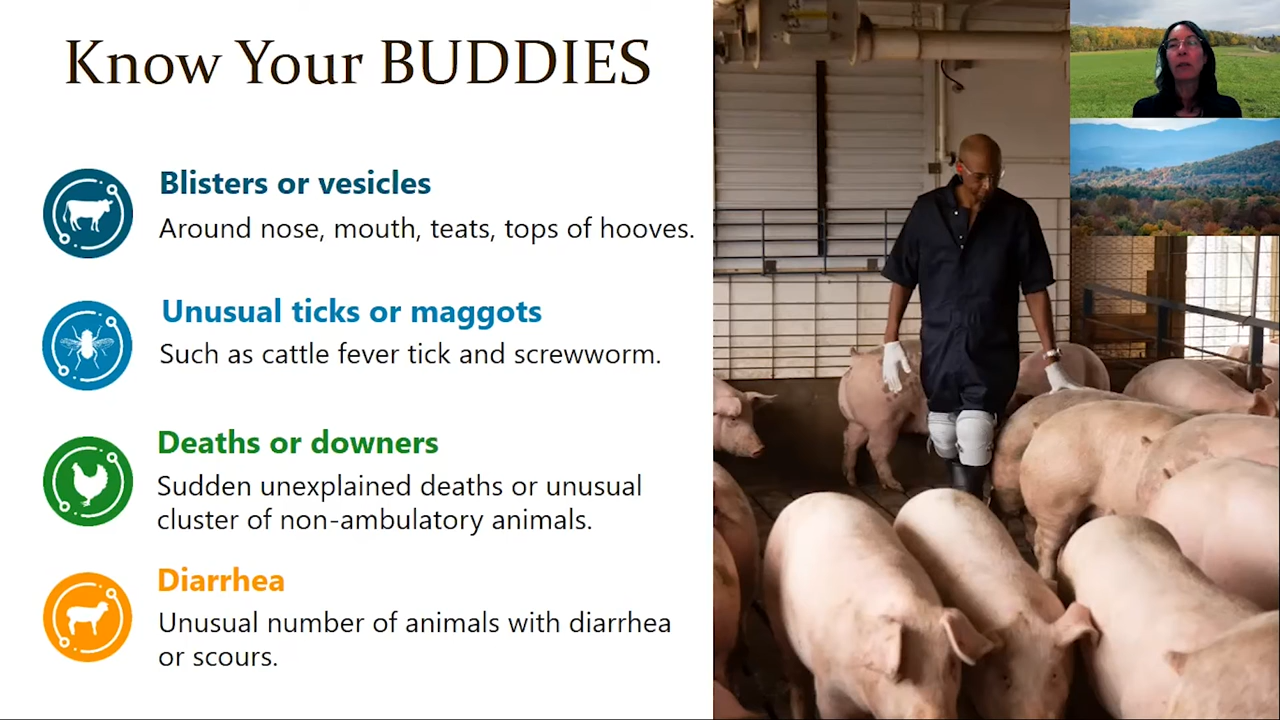 Know Your BUDDIES
Blisters or vesicles
Around nose, mouth, teats, tops of hooves.
Unusual ticks or maggots
Such as cattle fever tick and screwworm.
Deaths or downers
Sudden unexplained deaths or unusual
cluster of non-ambulatory animals.
Diarrhea
Unusual number of animals with diarrhea
or scours.